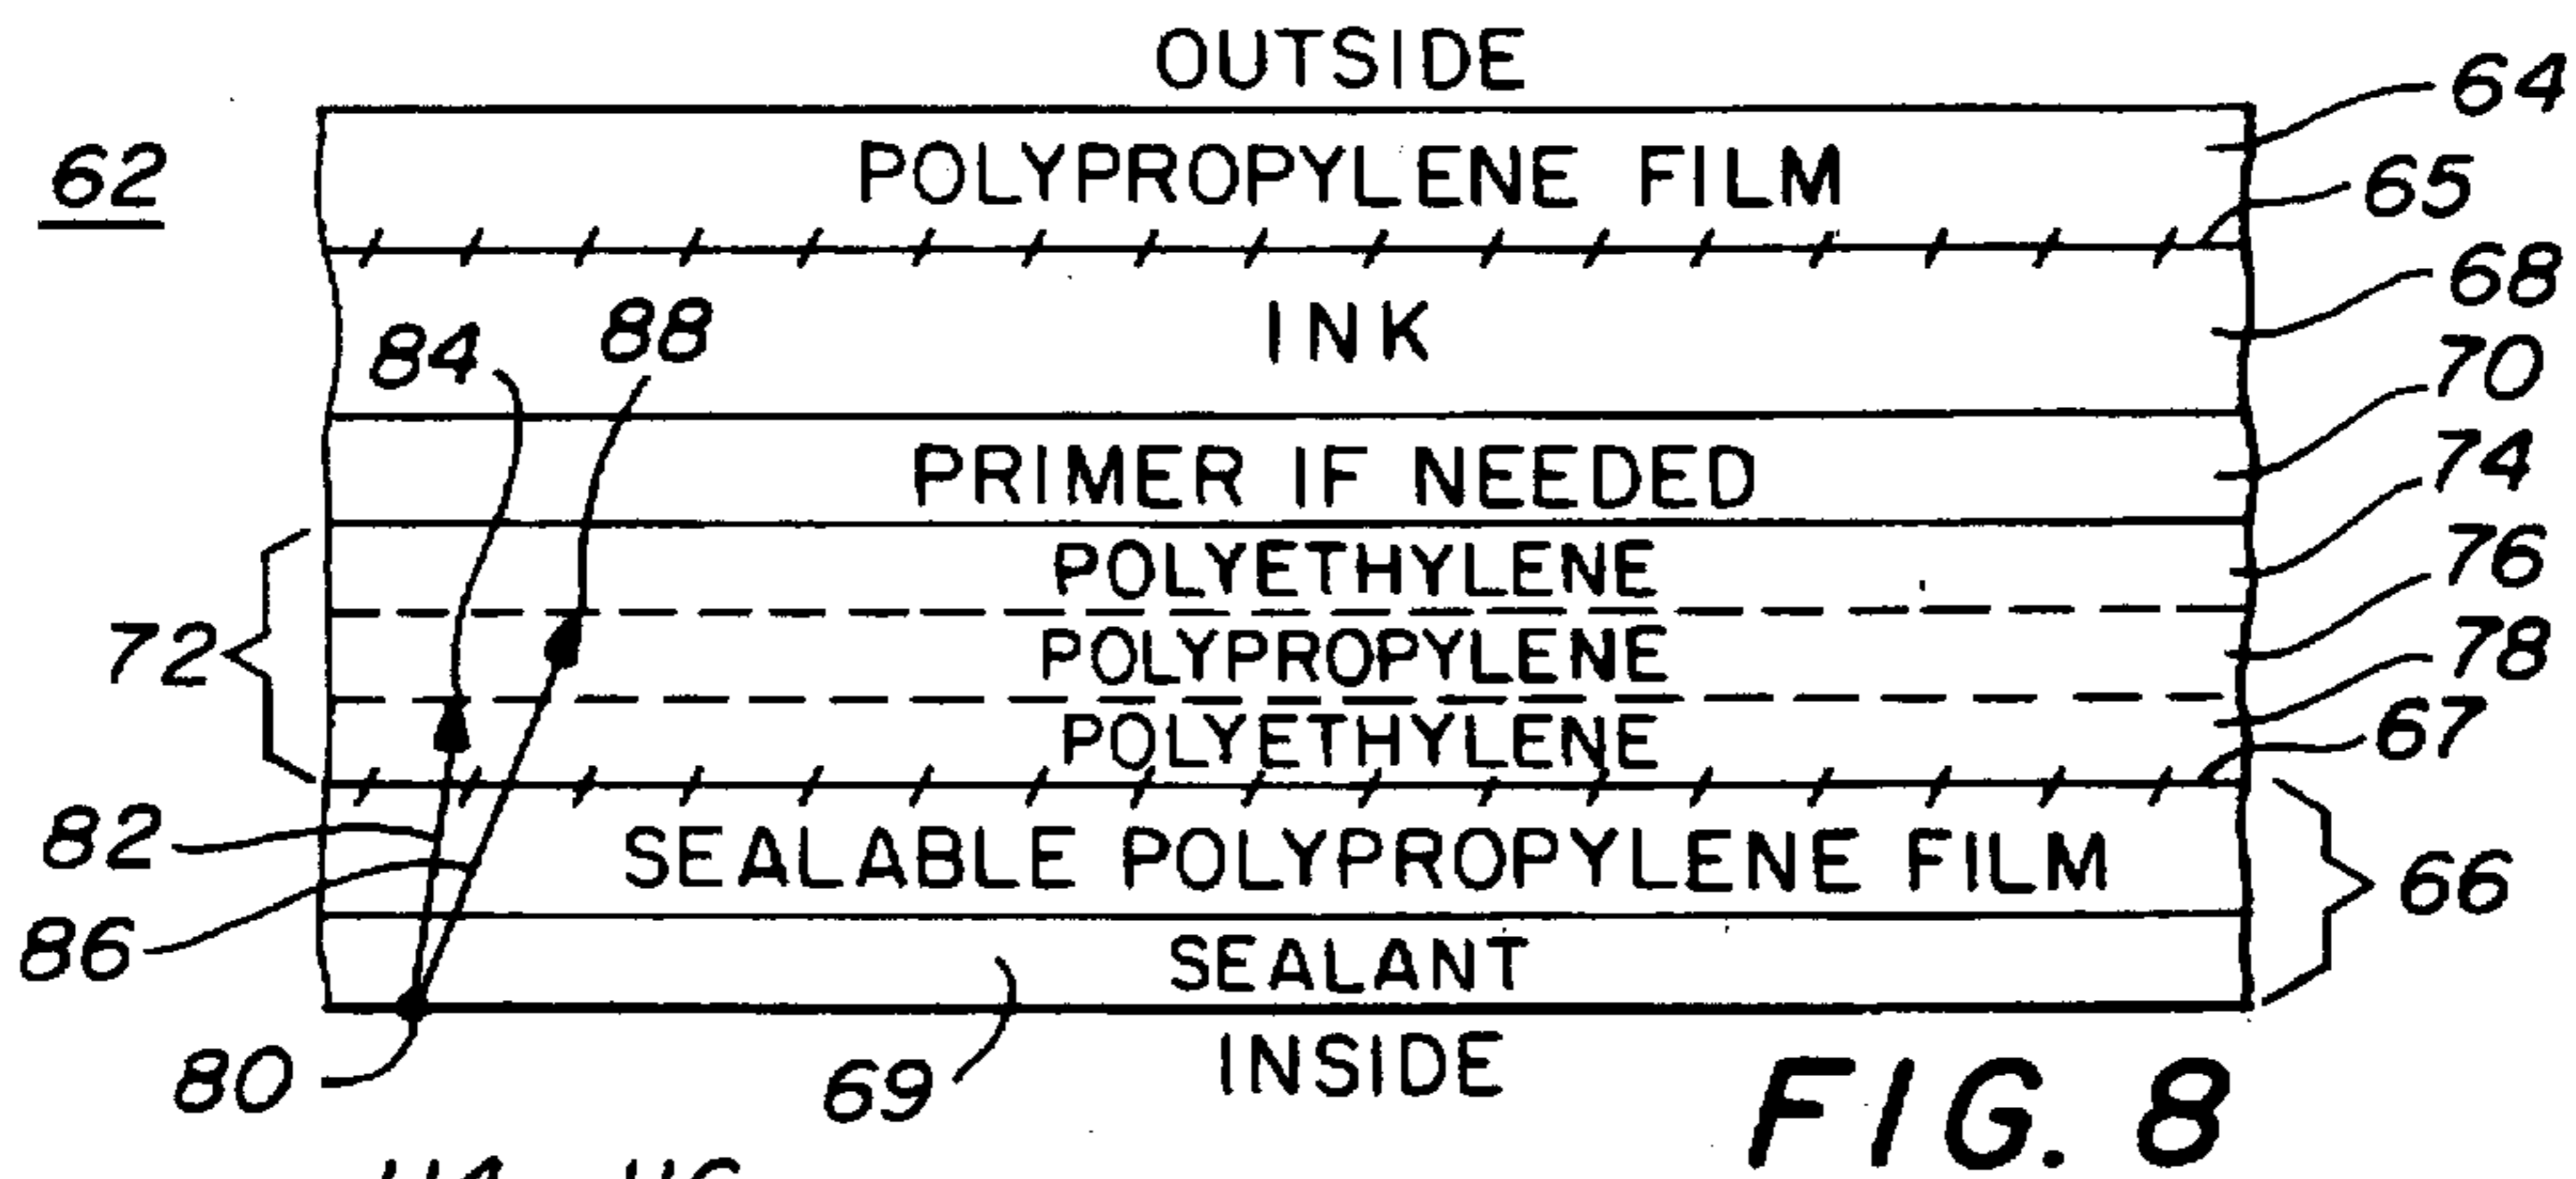 OUTSIDE
64
62
POLYPROPYLENE FILM
65
68
INK
84
88
70
PRIMER IF NEEDED
74
POLYETHYLENE
76
72
POLYPROPYLENE
78
POLYETHYLENE
67
82
SEALABLE POLYPROPYLENE FILM
66
86
SEALANT
80
69
INSIDE
FIG. 8